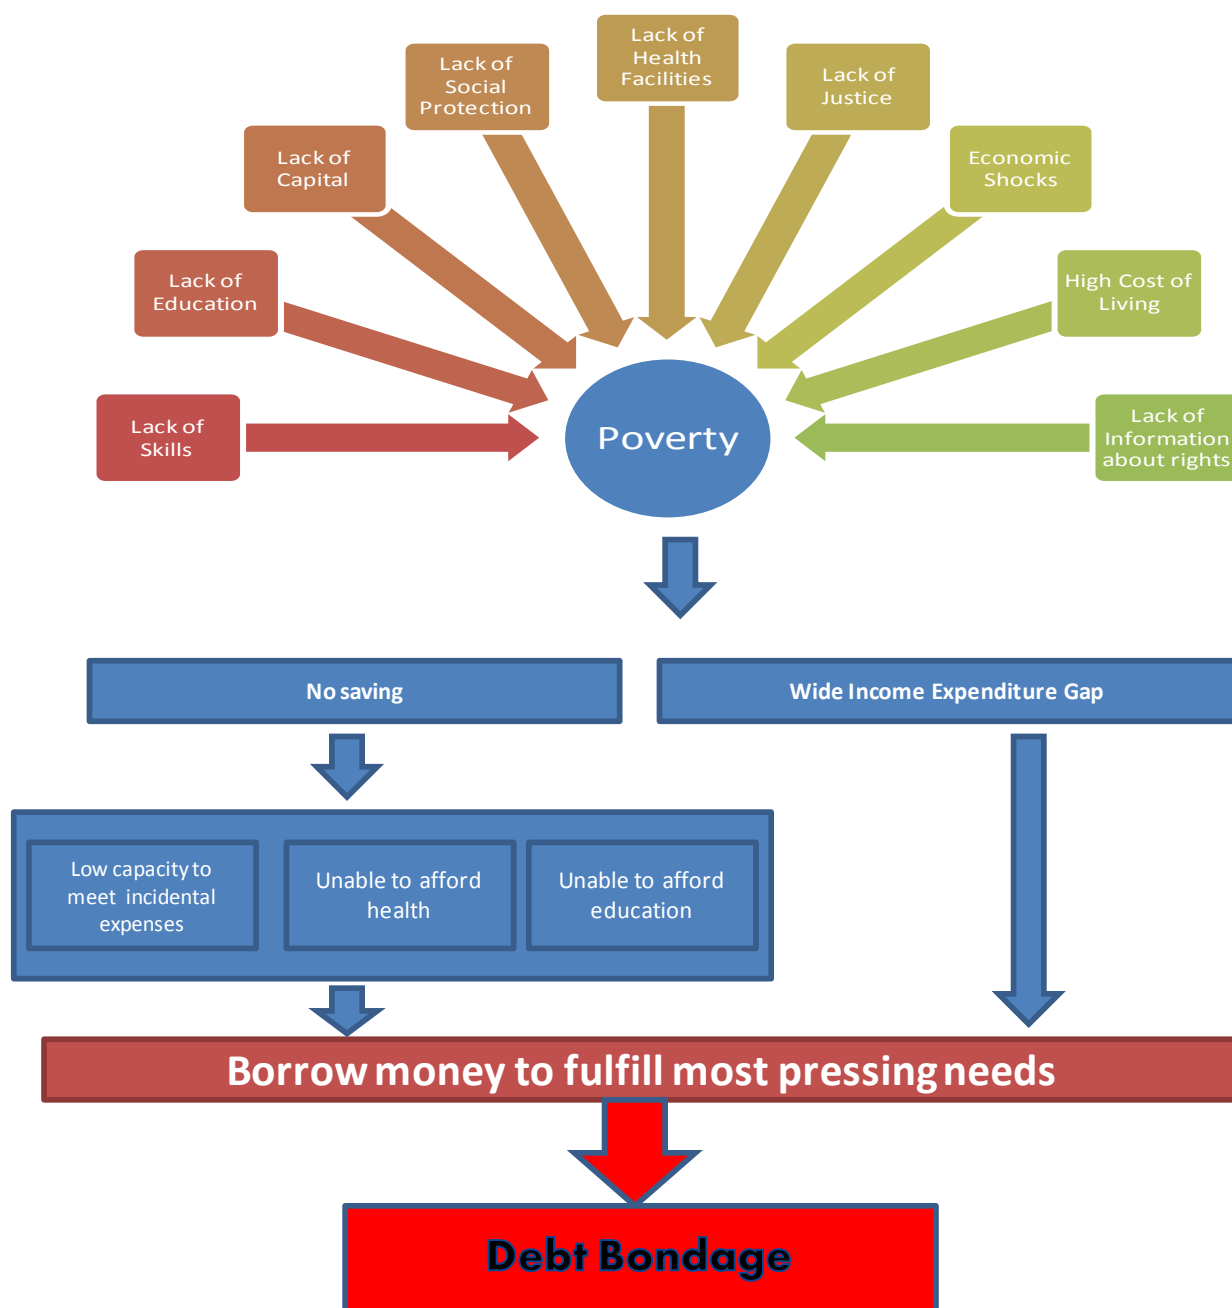 Lack of
Health
Facilities
Lack of
Social
Protection
Lack of
Justice
Lack of
Capital
Economic
Shocks
Lack of
Education
High Cost of
Living
Lack of
Skills
Poverty
Lack of
Information
about rights
No saving
Wide Income Expenditure Gap
Low capacity to
meet incidental
expenses
Unable to afford
health
Unable to afford
education
Borrow money to fulfill most pressing needs
Debt Bondage